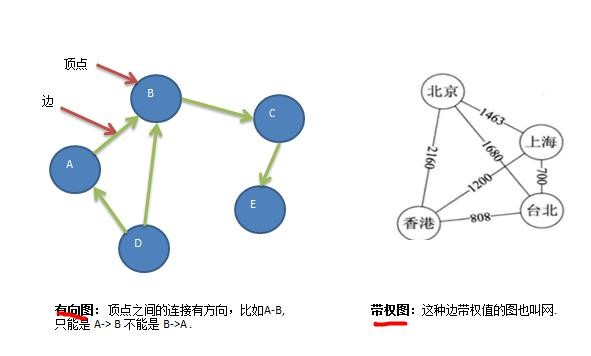 顶点
边
B
C
A
E
D
有向图：顶点之间的连接有方向，比如A-B,
只能是 A-> B 不能是 B->A .
北京
1463
上海
1680
2160
700
1200
台北
808
香港
带权图：这种边带权值的图也叫网.